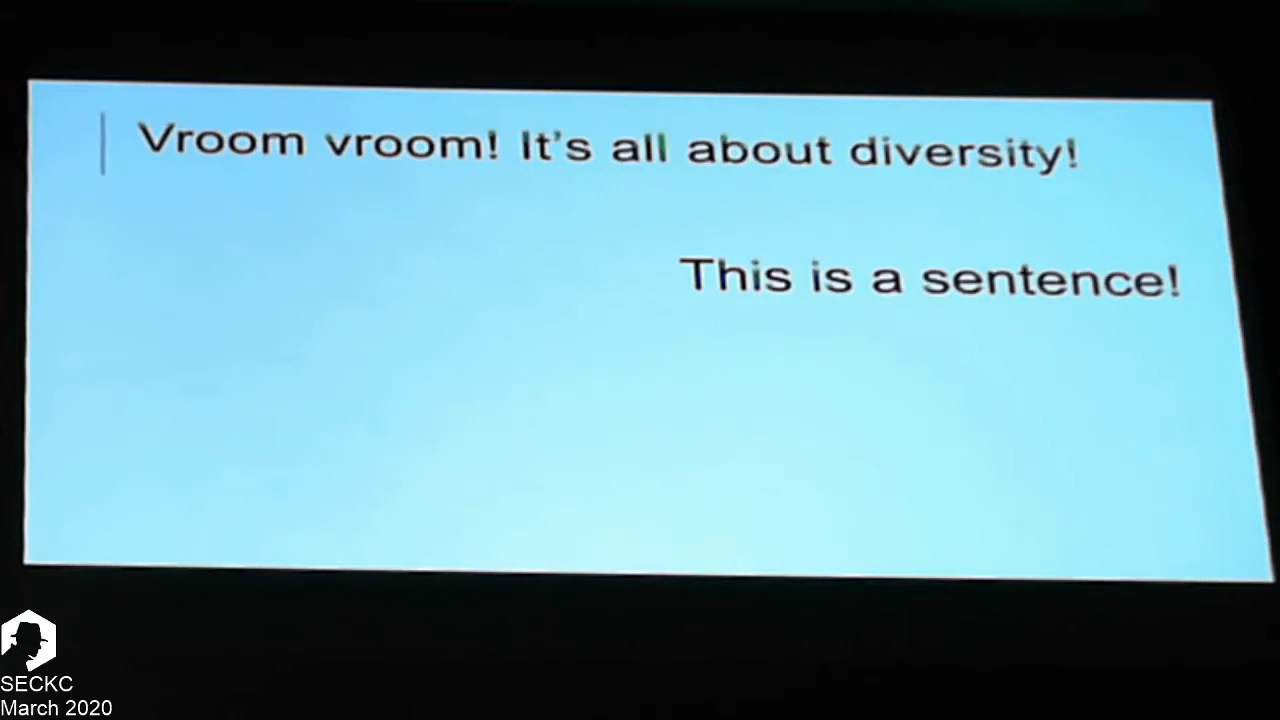 Vroom vroom! It's all about diversity!
This is a sentence!
SECKC
March 2020